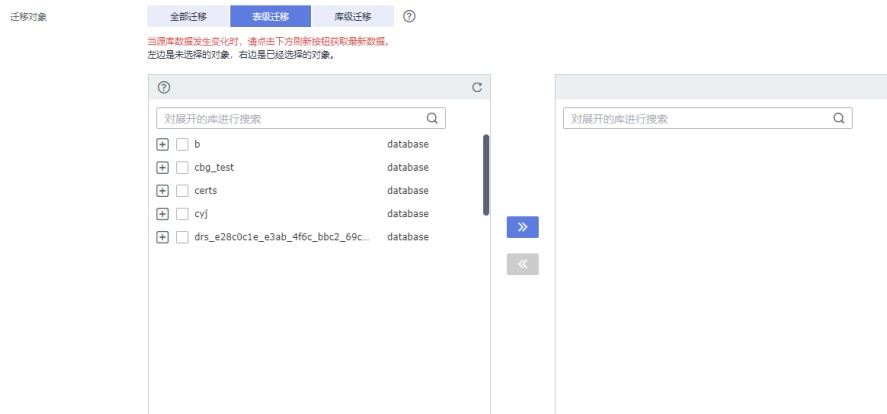 迁移对象
全部迁移 表级迁移 库级迁移
当源库数据发生变化时，请点击下方刷新按钮获取最新数据。
左边是未选择的对象，右边是已经选择的对象。
对展开的库进行搜索 对展开的库进行搜索
b database
cbg_test database
certs database
cyj database
drs_e28c0c1e_e3ab_4f6c_bbc2_69c... database